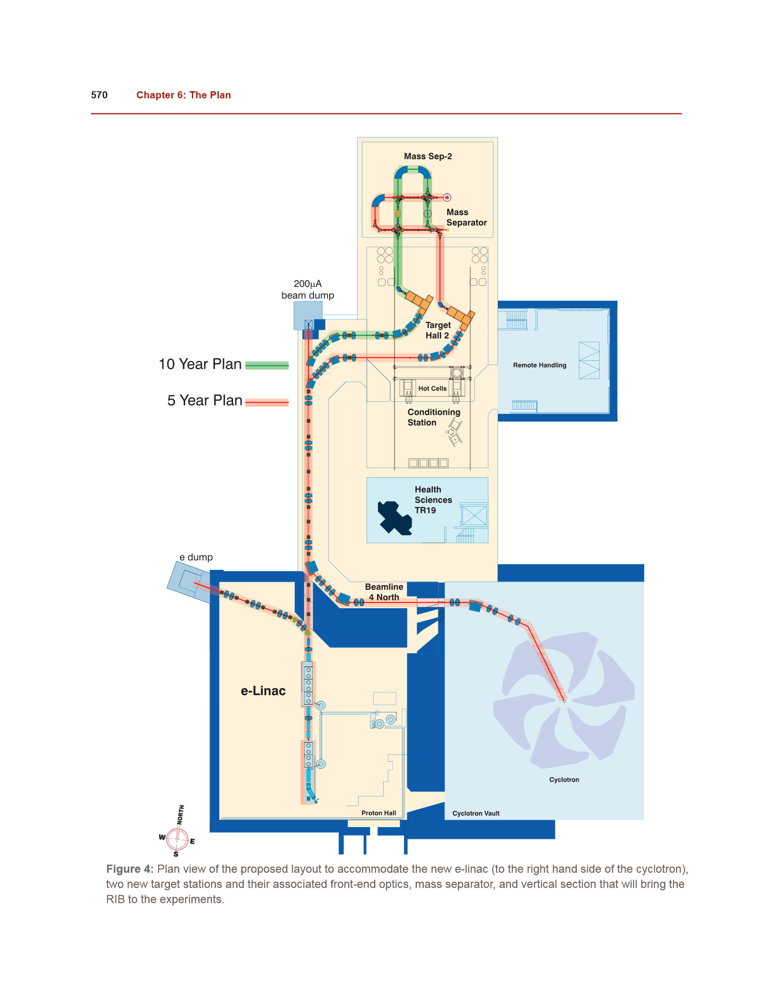 570 Chapter 6: The Plan
Mass Sep-2
Mass
Separator
200µA
beam dump
Target
Hall 2
10 Year Plan
Remote Handling
Hot Cells
5 Year Plan
Conditioning
Station
Health
Sciences
TR19
e dump
Beamline
4 North
e-Linac
Cyclotron
Proton Hall
Cyclotron Vault
NORTH
W
E
S
Figure 4: Plan view of the proposed layout to accommodate the new e-linac (to the right hand side of the cyclotron),
two new target stations and their associated front-end optics, mass separator, and vertical section that will bring the
RIB to the experiments.